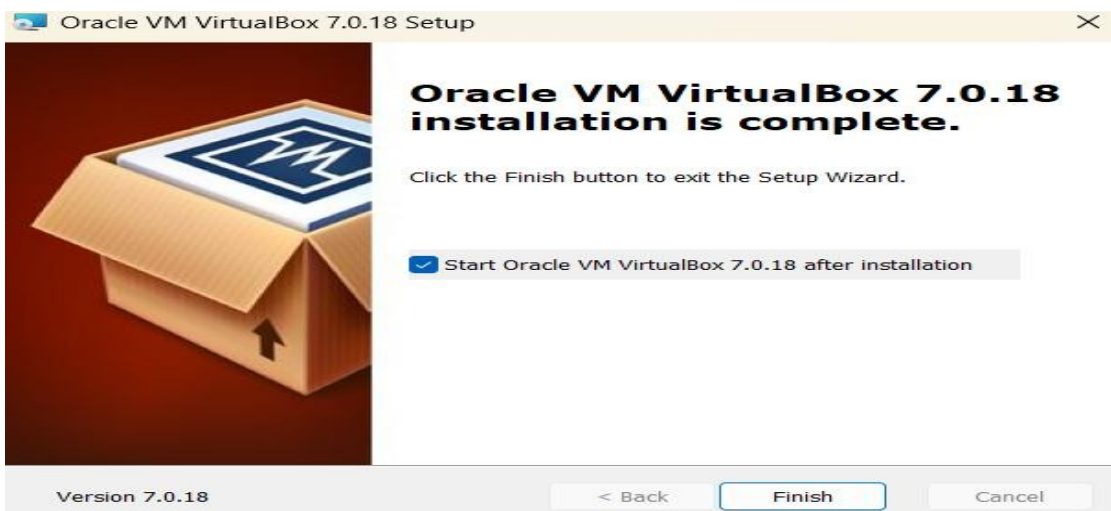 Oracle VM VirtualBox 7.0.18 Setup
Oracle VM VirtualBox 7.0.18
installation is complete.
Click the Finish button to exit the Setup Wizard.
Start Oracle VM VirtualBox 7.0.18 after installation
Version 7.0.18
< Back
Finish
Cancel